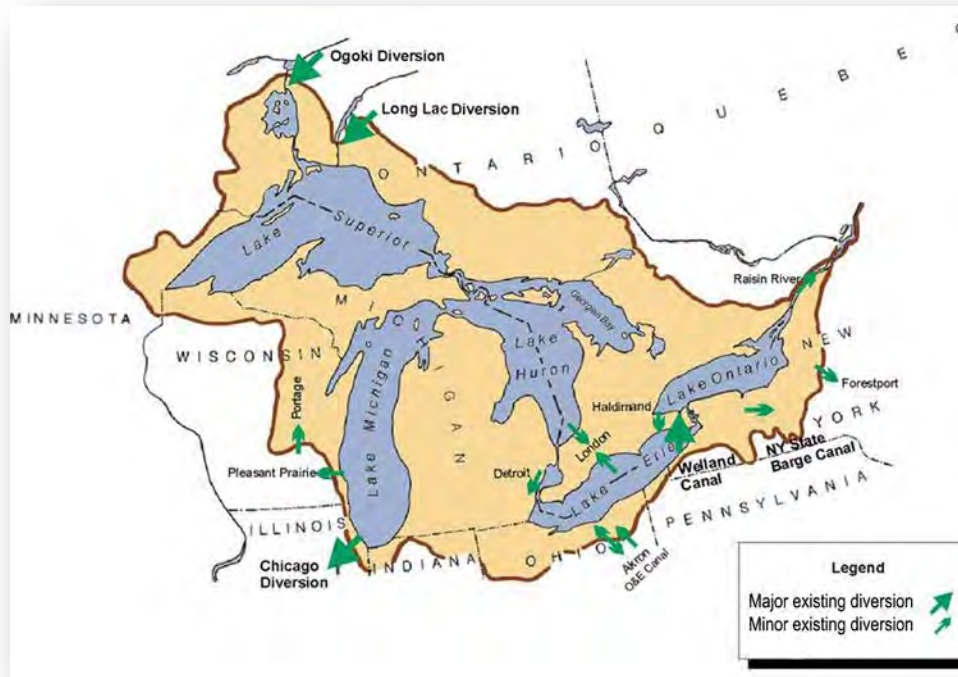 Ogoki Diversion
Long Lac Diversion
ONTARIO
QUEBEC
Lake Superior
Raisin River
MINNESOTA
MICHIGAN
Georgian Bay
WISCONSIN
Lake Michigan
Lake Huron
Lake Ontario
NEW YORK
Portage
Haldimand
Forestport
London
Pleasant Prairie
Detroit
Lake Erie
Welland
Canal
NY State
Barge Canal
PENNSYLVANIA
ILLINOIS
Chicago
Diversion
INDIANA
OHIO
Akron
O&E Canal
Legend
Major existing diversion
Minor existing diversion